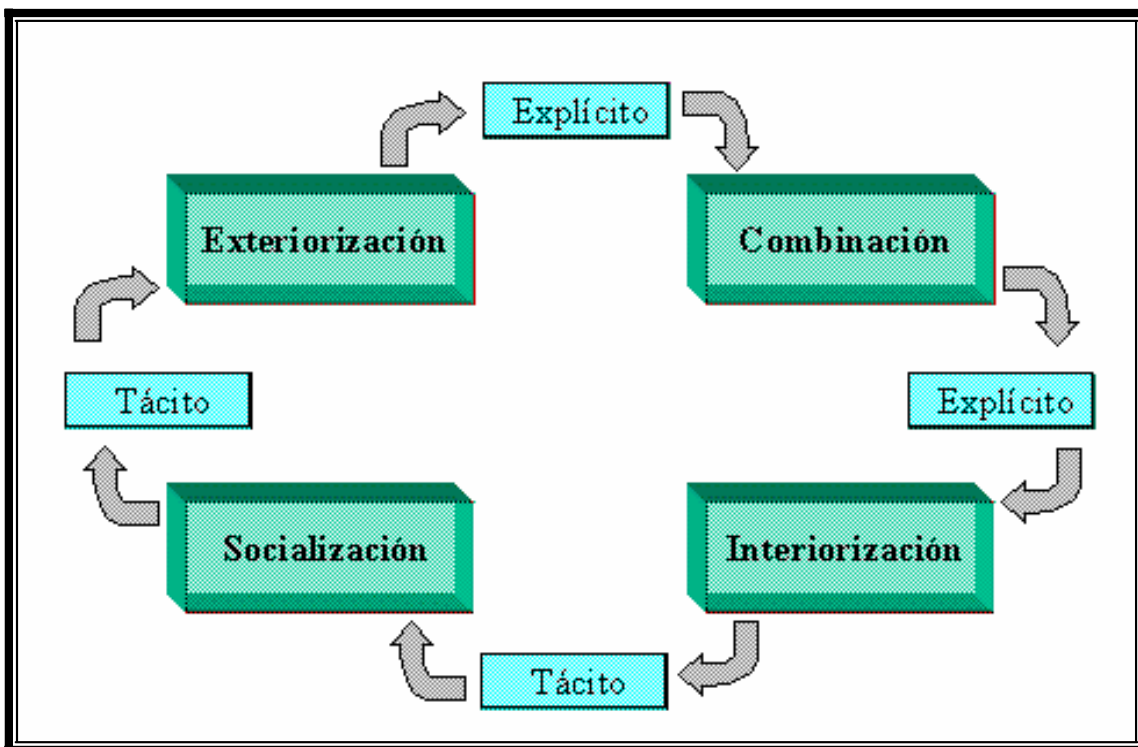 Explícito
Exteriorización
Combinación
Tácito
Explícito
Socialización
Interiorización
Tácito